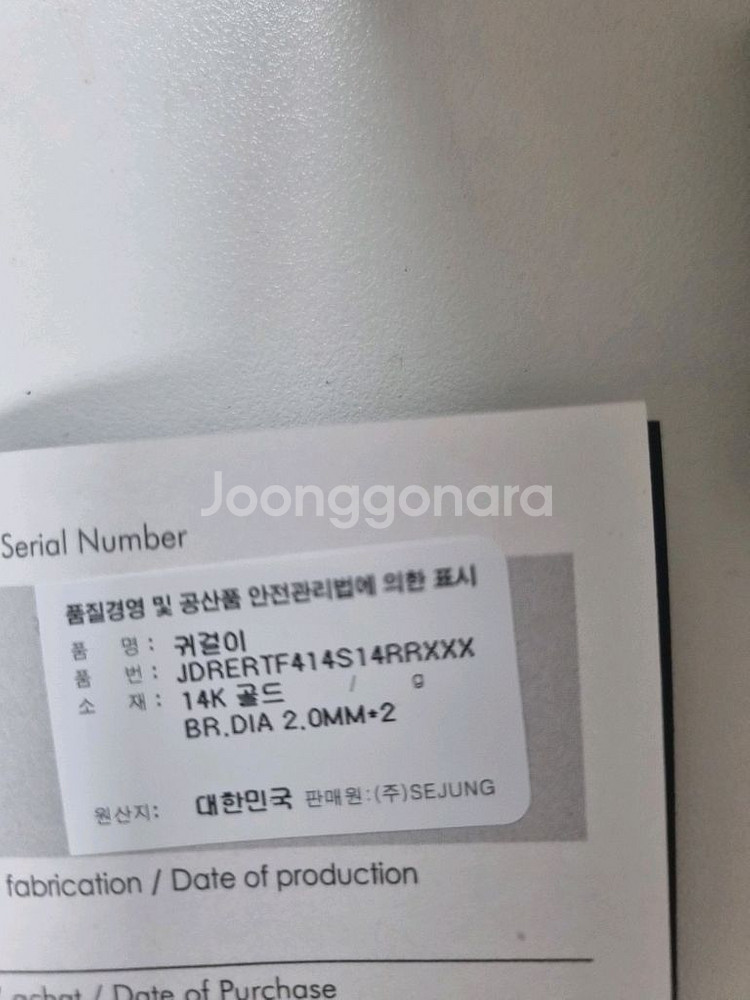 Joonggonara
Serial Number
품질경영 및 공산품 안전관리법에 의한 표시
품 명 : 귀걸이
품 번 : JDRERTF414S14RRXXX
소 재 : 14K 골드 / g
BR.DIA 2.0MM*2
원산지: 대한민국 판매원:(주)SEJUNG
fabrication / Date of production
achat / Date of Purchase